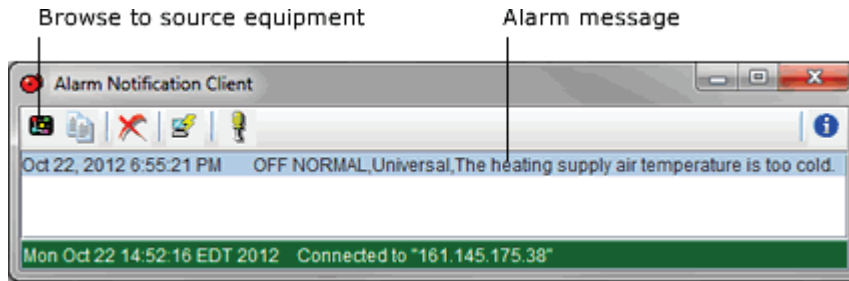 Browse to source equipment Alarm message
Alarm Notification Client
Oct 22, 2012 6:55:21 PM OFF NORMAL,Universal,The heating supply air temperature is too cold.
Mon Oct 22 14:52:16 EDT 2012 Connected to "161.145.175.38"